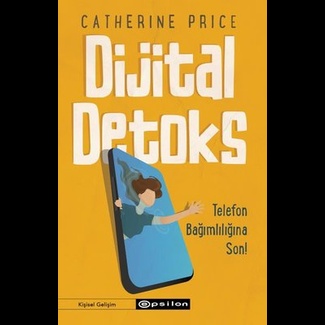 CATHERINE PRICE
Dijital
Detoks
Telefon
Bağımlılığına
Son!
Kişisel Gelişim
epsilon